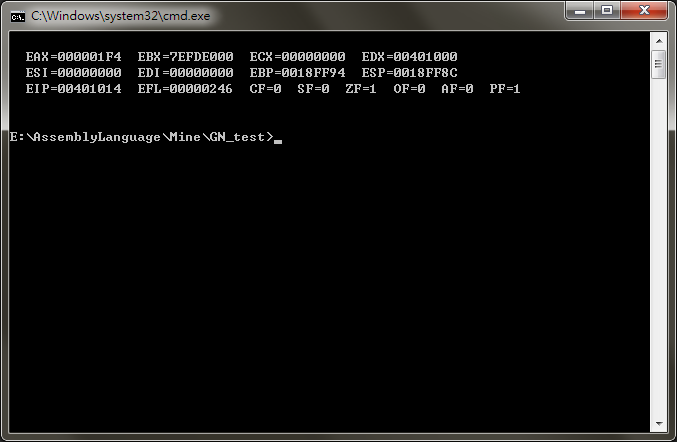 C:\Windows\system32\cmd.exe
EAX=000001F4  EBX=7EFDE000  ECX=00000000  EDX=00401000
ESI=00000000  EDI=00000000  EBP=0018FF94  ESP=0018FF8C
EIP=00401014  EFL=00000246  CF=0  SF=0  ZF=1  OF=0  AF=0  PF=1
E:\AssemblyLanguage\Mine\GN_test>